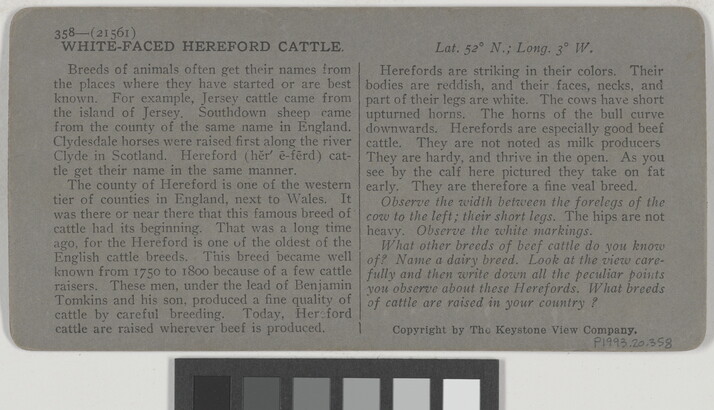 358—(21561)
WHITE-FACED HEREFORD CATTLE.
Breeds of animals often get their names from
the places where they have started or are best
known. For example, Jersey cattle came from
the island of Jersey. Southdown sheep came
from the county of the same name in England.
Clydesdale horses were raised first along the river
Clyde in Scotland. Hereford (hĕr′ ē-fẽrd) cat-
tle get their name in the same manner.
The county of Hereford is one of the western
tier of counties in England, next to Wales. It
was there or near there that this famous breed of
cattle had its beginning. That was a long time
ago, for the Hereford is one of the oldest of the
English cattle breeds. This breed became well
known from 1750 to 1800 because of a few cattle
raisers. These men, under the lead of Benjamin
Tomkins and his son, produced a fine quality of
cattle by careful breeding. Today, Hereford
cattle are raised wherever beef is produced.
Lat. 52° N.; Long. 3° W.
Herefords are striking in their colors. Their
bodies are reddish, and their faces, necks, and
part of their legs are white. The cows have short
upturned horns. The horns of the bull curve
downwards. Herefords are especially good beef
cattle. They are not noted as milk producers
They are hardy, and thrive in the open. As you
see by the calf here pictured they take on fat
early. They are therefore a fine veal breed.
Observe the width between the forelegs of the
cow to the left; their short legs. The hips are not
heavy. Observe the white markings.
What other breeds of beef cattle do you know
of? Name a dairy breed. Look at the view care-
fully and then write down all the peculiar points
you observe about these Herefords. What breeds
of cattle are raised in your country ?
Copyright by The Keystone View Company.
P1993.20.358